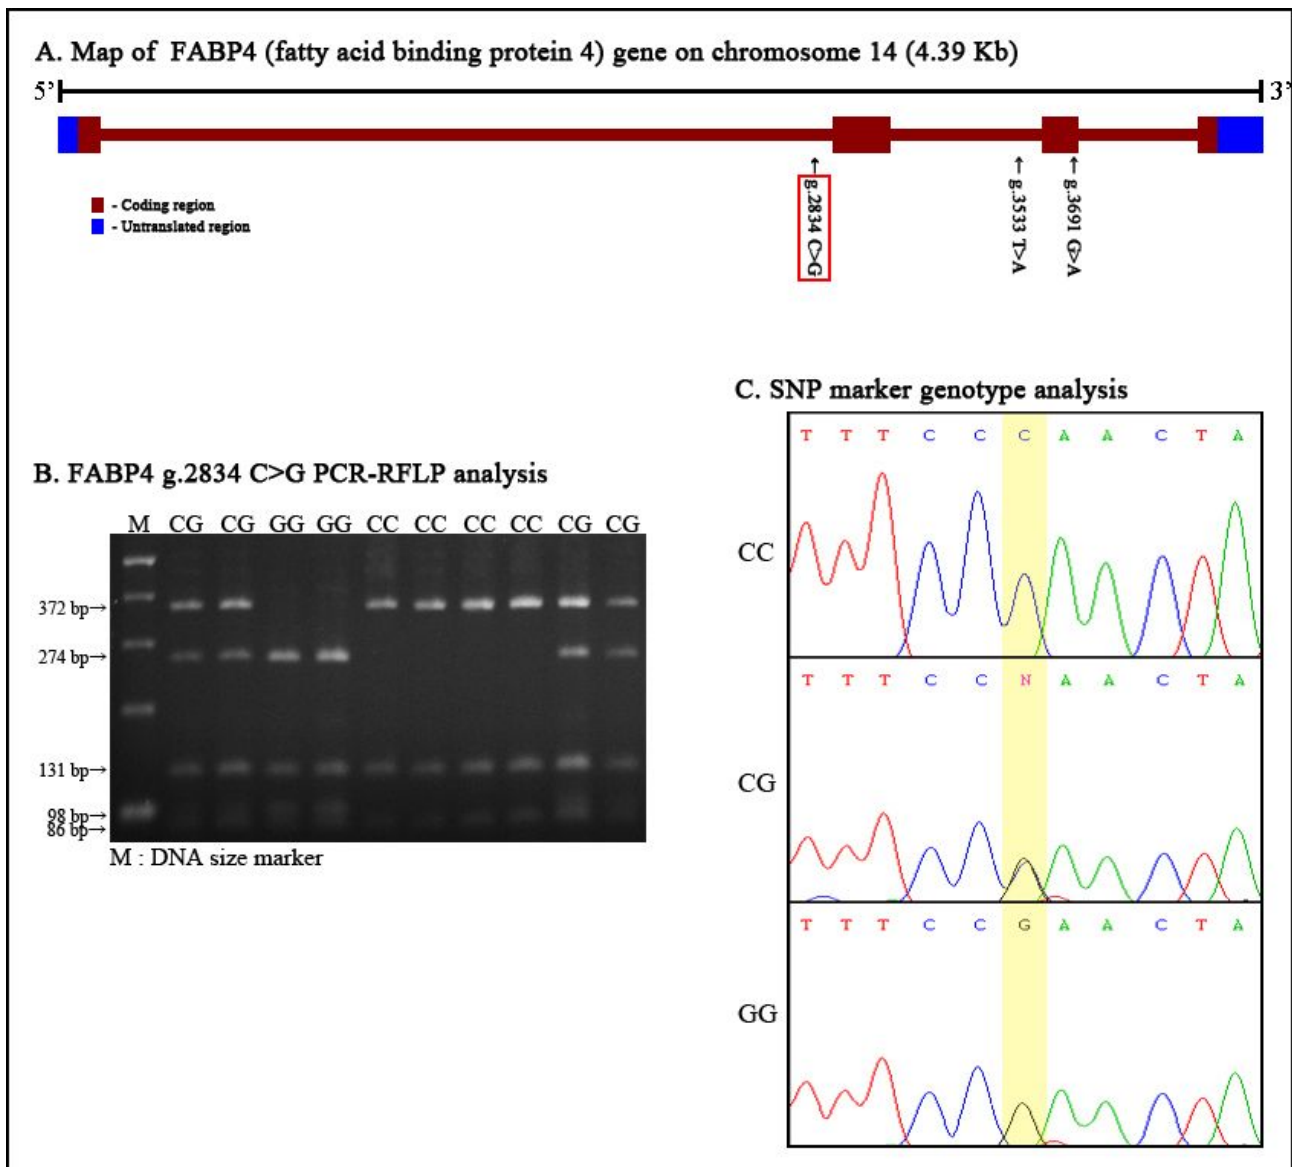 A. Map of FABP4 (fatty acid binding protein 4) gene on chromosome 14 (4.39 Kb)
5’ 3’
←g.2834 C>G
←g.3533 T>A
←g.3691 G>A
- Coding region
- Untranslated region
B. FABP4 g.2834 C>G PCR-RFLP analysis
M CG CG GG GG CC CC CC CC CG CG
372 bp→
274 bp→
131 bp→
98 bp→
86 bp→
M : DNA size marker
C. SNP marker genotype analysis
T T T C C C A A C T A
CC
T T T C C N A A C T A
CG
T T T C C G A A C T A
GG